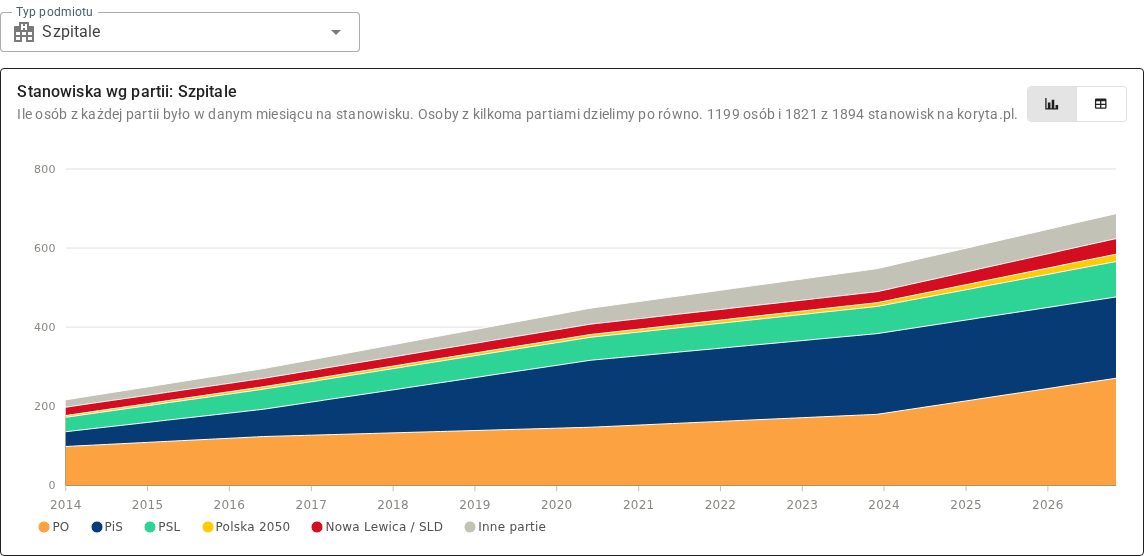 Typ podmiotu
Szpitale
Stanowiska wg partii: Szpitale
Ile osób z każdej partii było w danym miesiącu na stanowisku. Osoby z kilkoma partiami dzielimy po równo. 1199 osób i 1821 z 1894 stanowisk na koryta.pl.
800
600
400
200
0
2014 2015 2016 2017 2018 2019 2020 2021 2022 2023 2024 2025 2026
PO PiS PSL Polska 2050 Nowa Lewica / SLD Inne partie